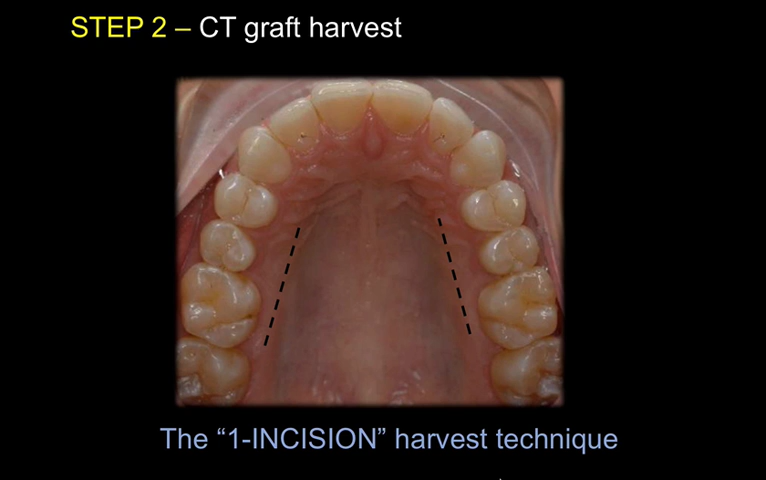 STEP 2 – CT graft harvest
The “1-INCISION” harvest technique